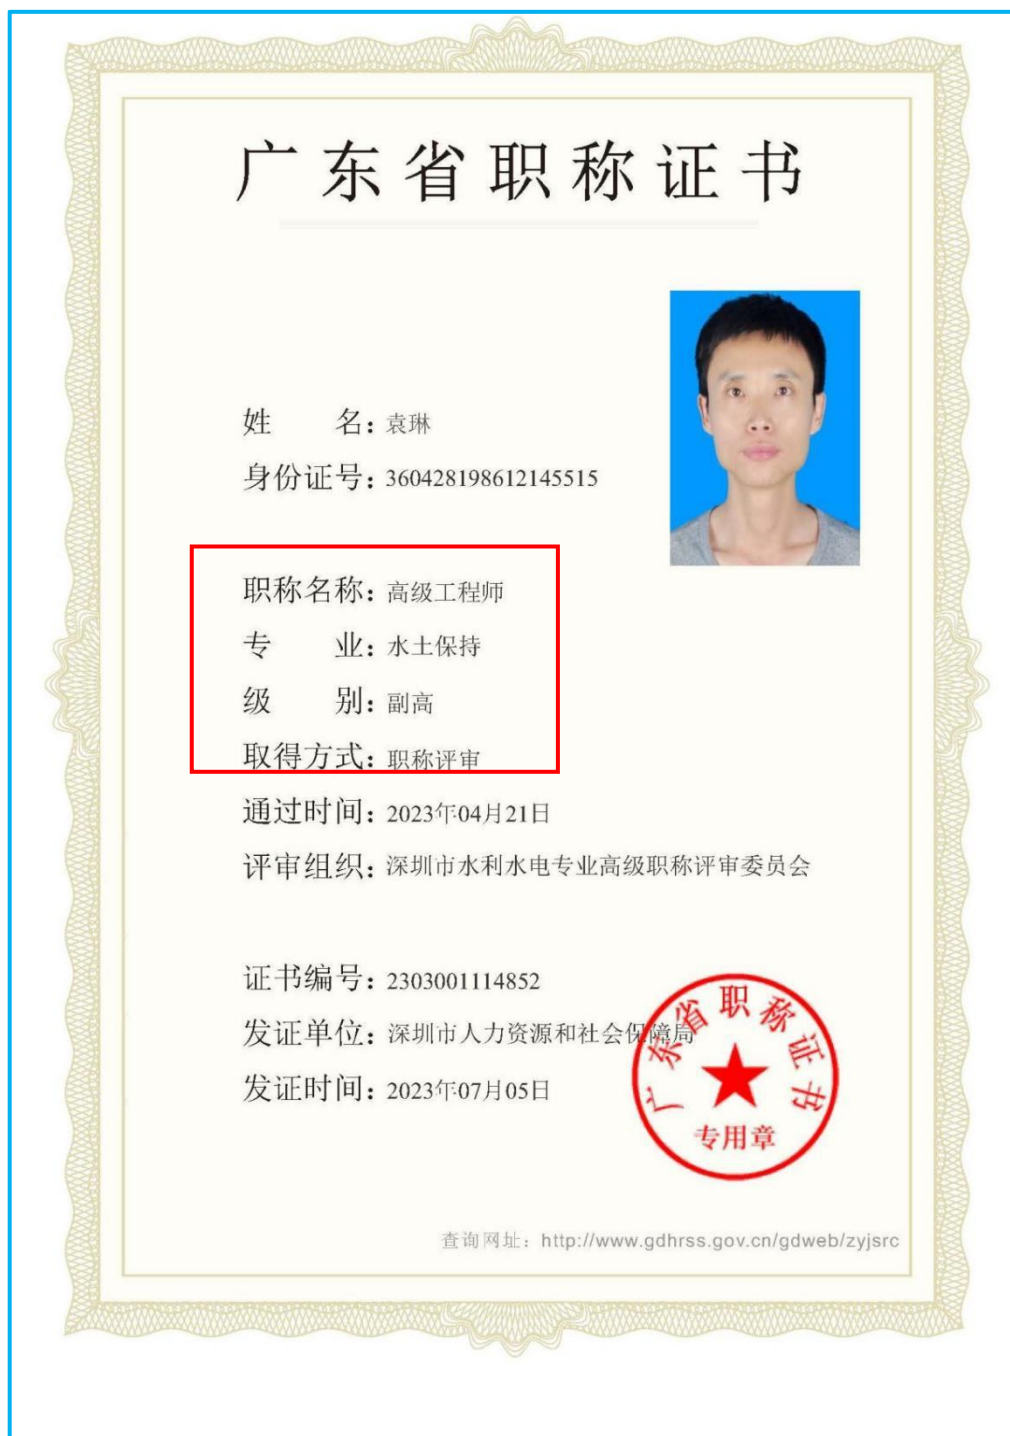 广东省职称证书
姓 名：袁琳
身份证号：360428198612145515
职称名称：高级工程师
专 业：水土保持
级 别：副高
取得方式：职称评审
通过时间：2023年04月21日
评审组织：深圳市水利水电专业高级职称评审委员会
证书编号：2303001114852
发证单位：深圳市人力资源和社会保障局
发证时间：2023年07月05日
广东省职称证书
专用章
查询网址：http://www.gdhrss.gov.cn/gdweb/zyjsrc